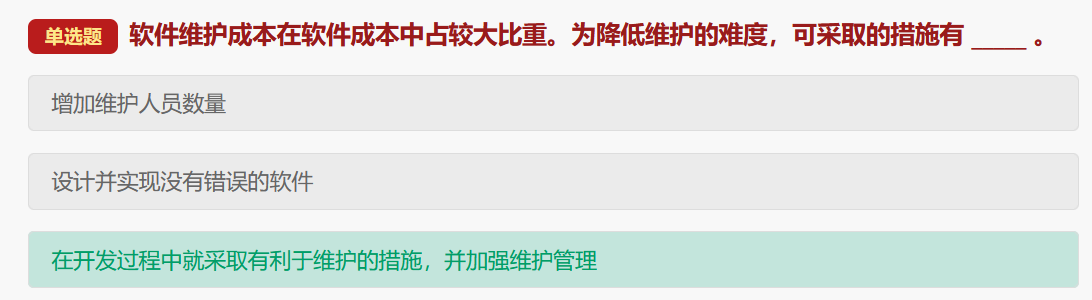 单选题 软件维护成本在软件成本中占较大比重。为降低维护的难度，可采取的措施有 _____ 。
增加维护人员数量
设计并实现没有错误的软件
在开发过程中就采取有利于维护的措施，并加强维护管理